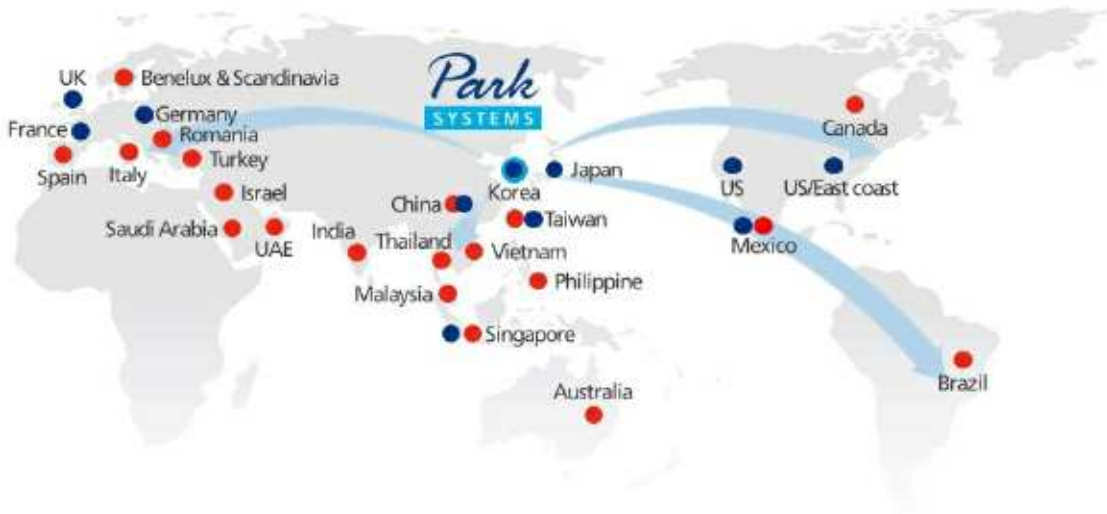 Park
SYSTEMS
UK
Benelux & Scandinavia
Germany
France
Romania
Spain
Italy
Turkey
Israel
Saudi Arabia
UAE
India
China
Korea
Japan
Taiwan
Thailand
Vietnam
Malaysia
Philippine
Singapore
Australia
Canada
US
US/East coast
Mexico
Brazil